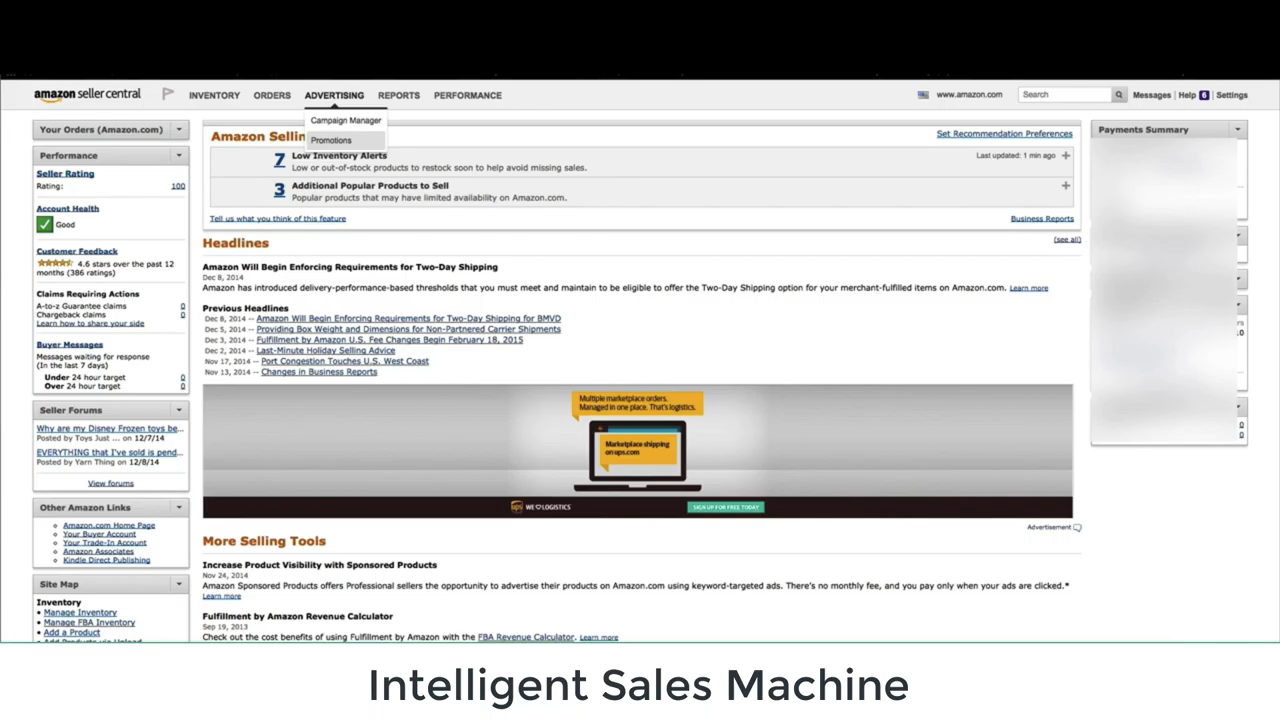 amazon seller central
INVENTORY ORDERS ADVERTISING REPORTS PERFORMANCE
www.amazon.com Search Messages Help 6 Settings
Campaign Manager
Promotions
Your Orders (Amazon.com)
Performance
Seller Rating
Rating: 100
Account Health
Good
Customer Feedback
4.6 stars over the past 12
months (386 ratings)
Claims Requiring Actions
A-to-z Guarantee claims 0
Chargeback claims 0
Learn how to share your side
Buyer Messages
Messages waiting for response
(In the last 7 days)
Under 24 hour target 0
Over 24 hour target 0
Seller Forums
Why are my Disney Frozen toys be...
Posted by Toys Just ... on 12/7/14
EVERYTHING that I've sold is pend...
Posted by Yarn Thing on 12/8/14
View forums
Other Amazon Links
Amazon.com Home Page
Your Buyer Account
Your Trade-In Account
Amazon Associates
Kindle Direct Publishing
Site Map
Inventory
• Manage Inventory
• Manage FBA Inventory
• Add a Product
Amazon Sellin
Set Recommendation Preferences
7 Low Inventory Alerts
Low or out-of-stock products to restock soon to help avoid missing sales.
Last updated: 1 min ago
3 Additional Popular Products to Sell
Popular products that may have limited availability on Amazon.com.
Tell us what you think of this feature
Business Reports
Headlines
(see all)
Amazon Will Begin Enforcing Requirements for Two-Day Shipping
Dec 8, 2014
Amazon has introduced delivery-performance-based thresholds that you must meet and maintain to be eligible to offer the Two-Day Shipping option for your merchant-fulfilled items on Amazon.com. Learn more
Previous Headlines
Dec 8, 2014 -- Amazon Will Begin Enforcing Requirements for Two-Day Shipping for BMVD
Dec 5, 2014 -- Providing Box Weight and Dimensions for Non-Partnered Carrier Shipments
Dec 3, 2014 -- Fulfillment by Amazon U.S. Fee Changes Begin February 18, 2015
Dec 2, 2014 -- Last-Minute Holiday Selling Advice
Nov 17, 2014 -- Port Congestion Touches U.S. West Coast
Nov 13, 2014 -- Changes in Business Reports
Multiple marketplace orders.
Managed in one place. That's logistics.
Marketplace shipping
on ups.com
ups WE LOGISTICS
SIGN UP FOR FREE TODAY
Advertisement
More Selling Tools
Increase Product Visibility with Sponsored Products
Nov 24, 2014
Amazon Sponsored Products offers Professional sellers the opportunity to advertise their products on Amazon.com using keyword-targeted ads. There's no monthly fee, and you pay only when your ads are clicked.*
Learn more
Fulfillment by Amazon Revenue Calculator
Sep 19, 2013
Check out the cost benefits of using Fulfillment by Amazon with the FBA Revenue Calculator. Learn more
Payments Summary
0
0
Intelligent Sales Machine